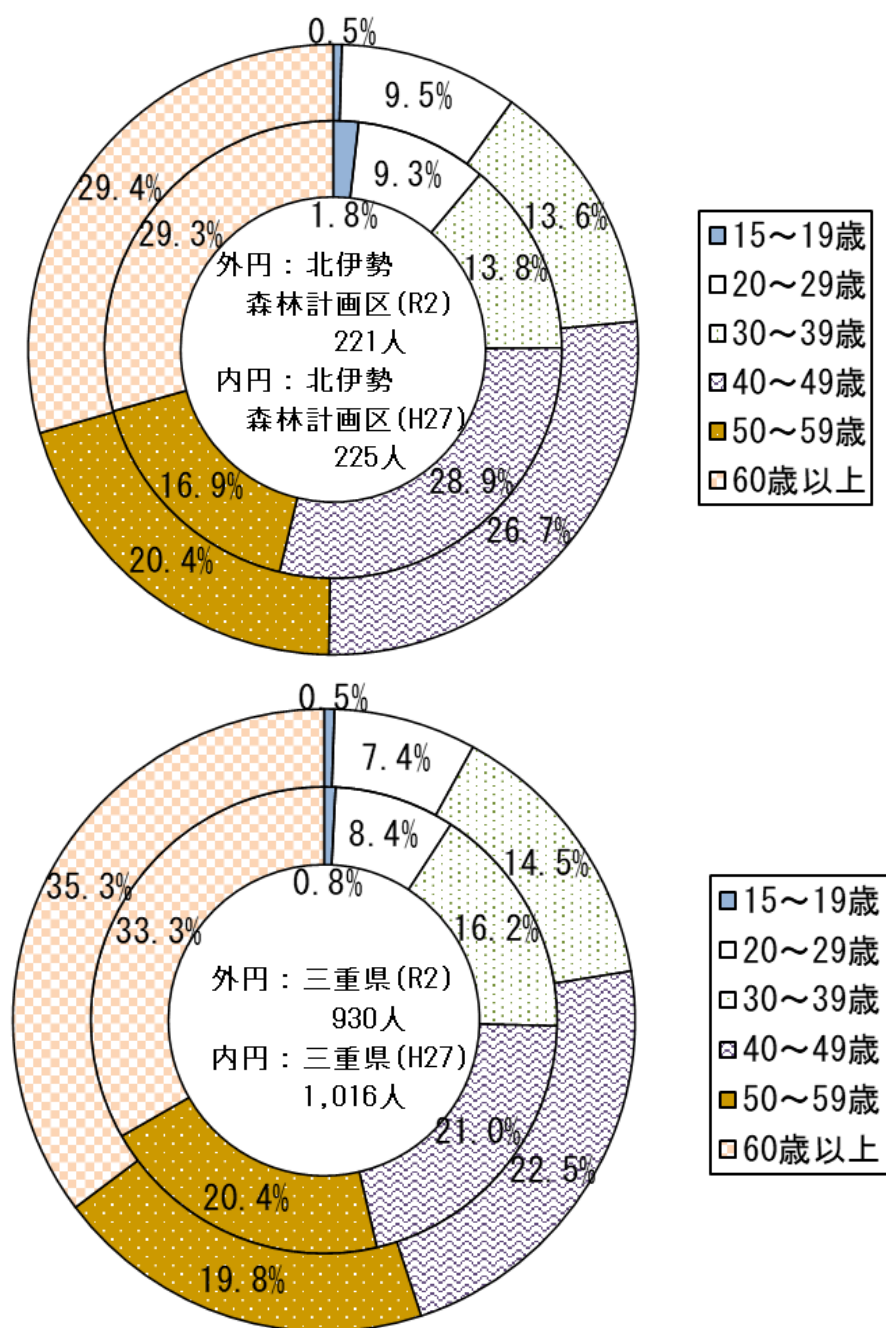 0.5%
9.5%
13.6%
26.7%
20.4%
29.4%
1.8%
9.3%
13.8%
28.9%
16.9%
29.3%
外円：北伊勢
森林計画区(R2)
221人
内円：北伊勢
森林計画区(H27)
225人
15～19歳
20～29歳
30～39歳
40～49歳
50～59歳
60歳以上
0.5%
7.4%
14.5%
22.5%
19.8%
35.3%
0.8%
8.4%
16.2%
21.0%
20.4%
33.3%
外円：三重県(R2)
930人
内円：三重県(H27)
1,016人
15～19歳
20～29歳
30～39歳
40～49歳
50～59歳
60歳以上